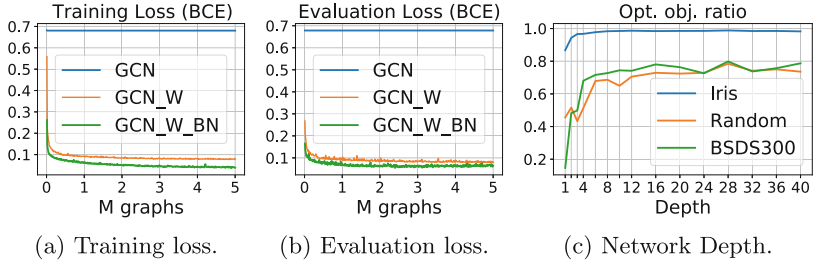 Training Loss (BCE)
0.7
0.6
0.5
0.4
0.3
0.2
0.1
GCN
GCN_W
GCN_W_BN
0 1 2 3 4 5
M graphs
(a) Training loss.
Evaluation Loss (BCE)
0.7
0.6
0.5
0.4
0.3
0.2
0.1
GCN
GCN_W
GCN_W_BN
0 1 2 3 4 5
M graphs
(b) Evaluation loss.
Opt. obj. ratio
1.0
0.8
0.6
0.4
0.2
Iris
Random
BSDS300
1 4 8 12 16 20 24 28 32 36 40
Depth
(c) Network Depth.